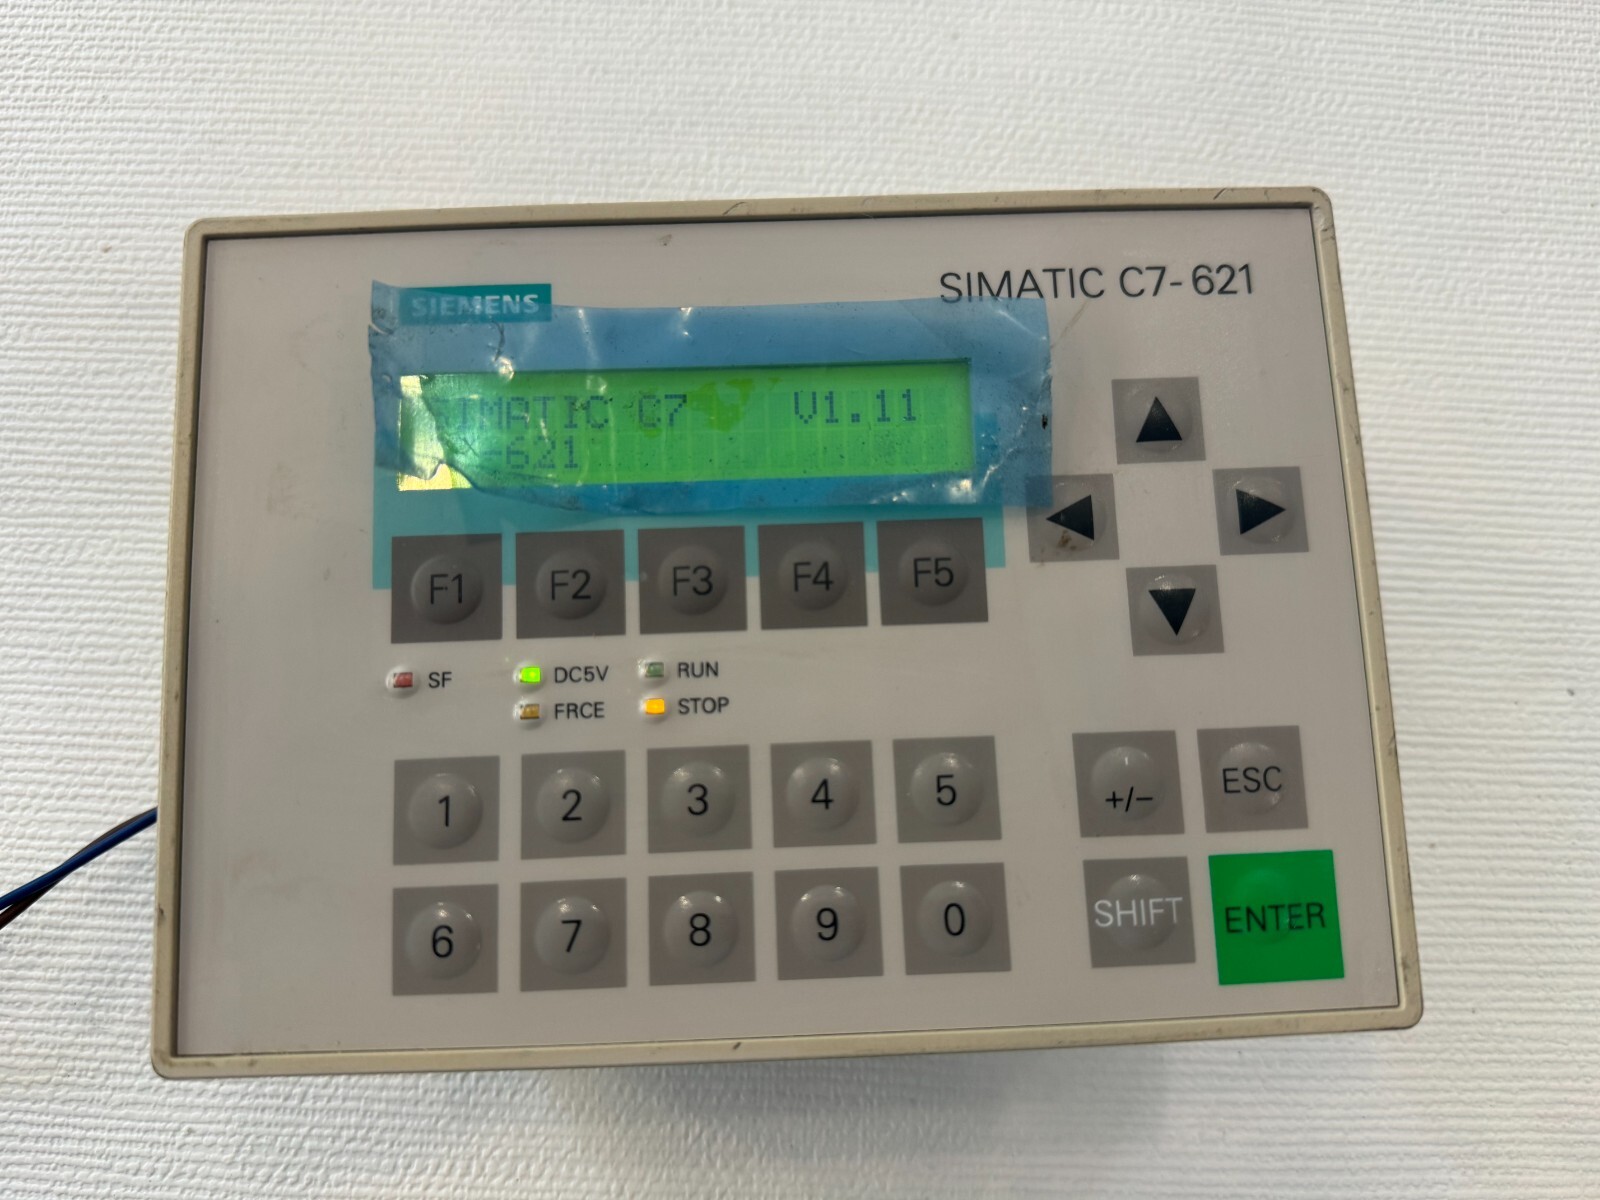 SIEMENS
SIMATIC C7-621
IMATIC C7 V1.11
-621
F1 F2 F3 F4 F5
SF DC5V RUN
FRCE STOP
1 2 3 4 5 +/- ESC
6 7 8 9 0 SHIFT ENTER